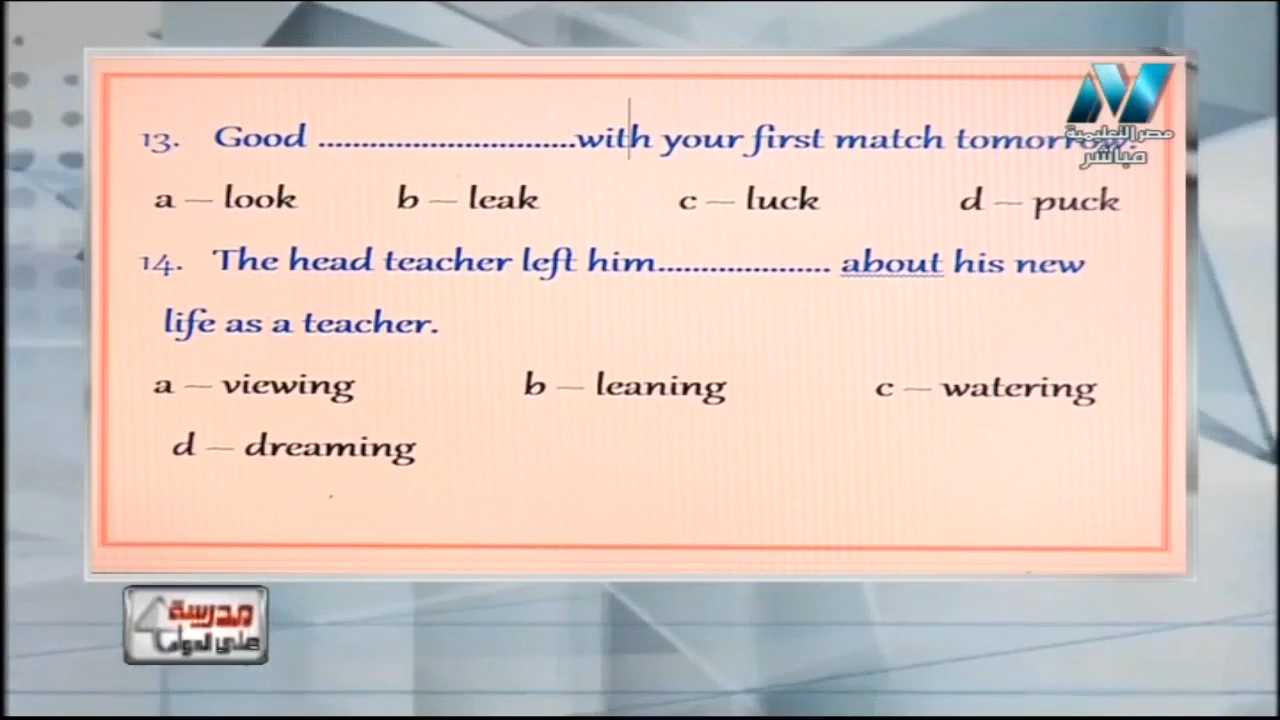 مصر التعليمية
مباشر
13. Good .............................with your first match tomorrow.
a – look b – leak c – luck d – puck
14. The head teacher left him................... about his new
life as a teacher.
a – viewing b – leaning c – watering
d – dreaming
مدرسة
على الهواء